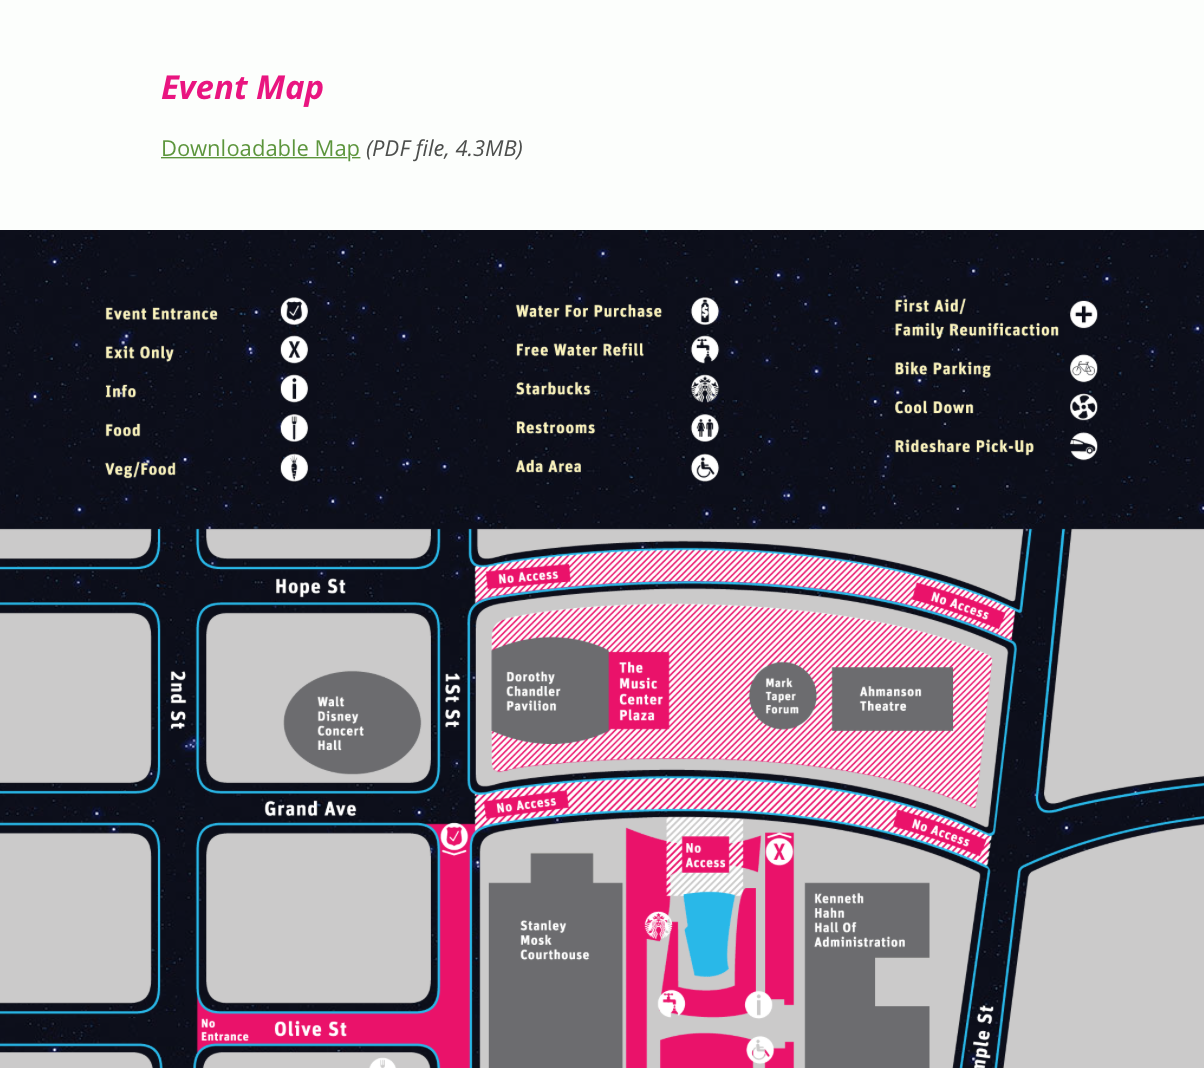 Event Map
Downloadable Map (PDF file, 4.3MB)
Event Entrance
Exit Only
Info
Food
Veg/Food
Water For Purchase
Free Water Refill
Starbucks
Restrooms
Ada Area
First Aid/
Family Reunificaction
Bike Parking
Cool Down
Rideshare Pick-Up
No Access
No Access
Hope St
2nd St
1St St
Walt
Disney
Concert
Hall
Dorothy
Chandler
Pavilion
The
Music
Center
Plaza
Mark
Taper
Forum
Ahmanson
Theatre
Grand Ave
No Access
No Access
No
Access
X
Stanley
Mosk
Courthouse
Kenneth
Hahn
Hall Of
Administration
No
Entrance
Olive St
mple St